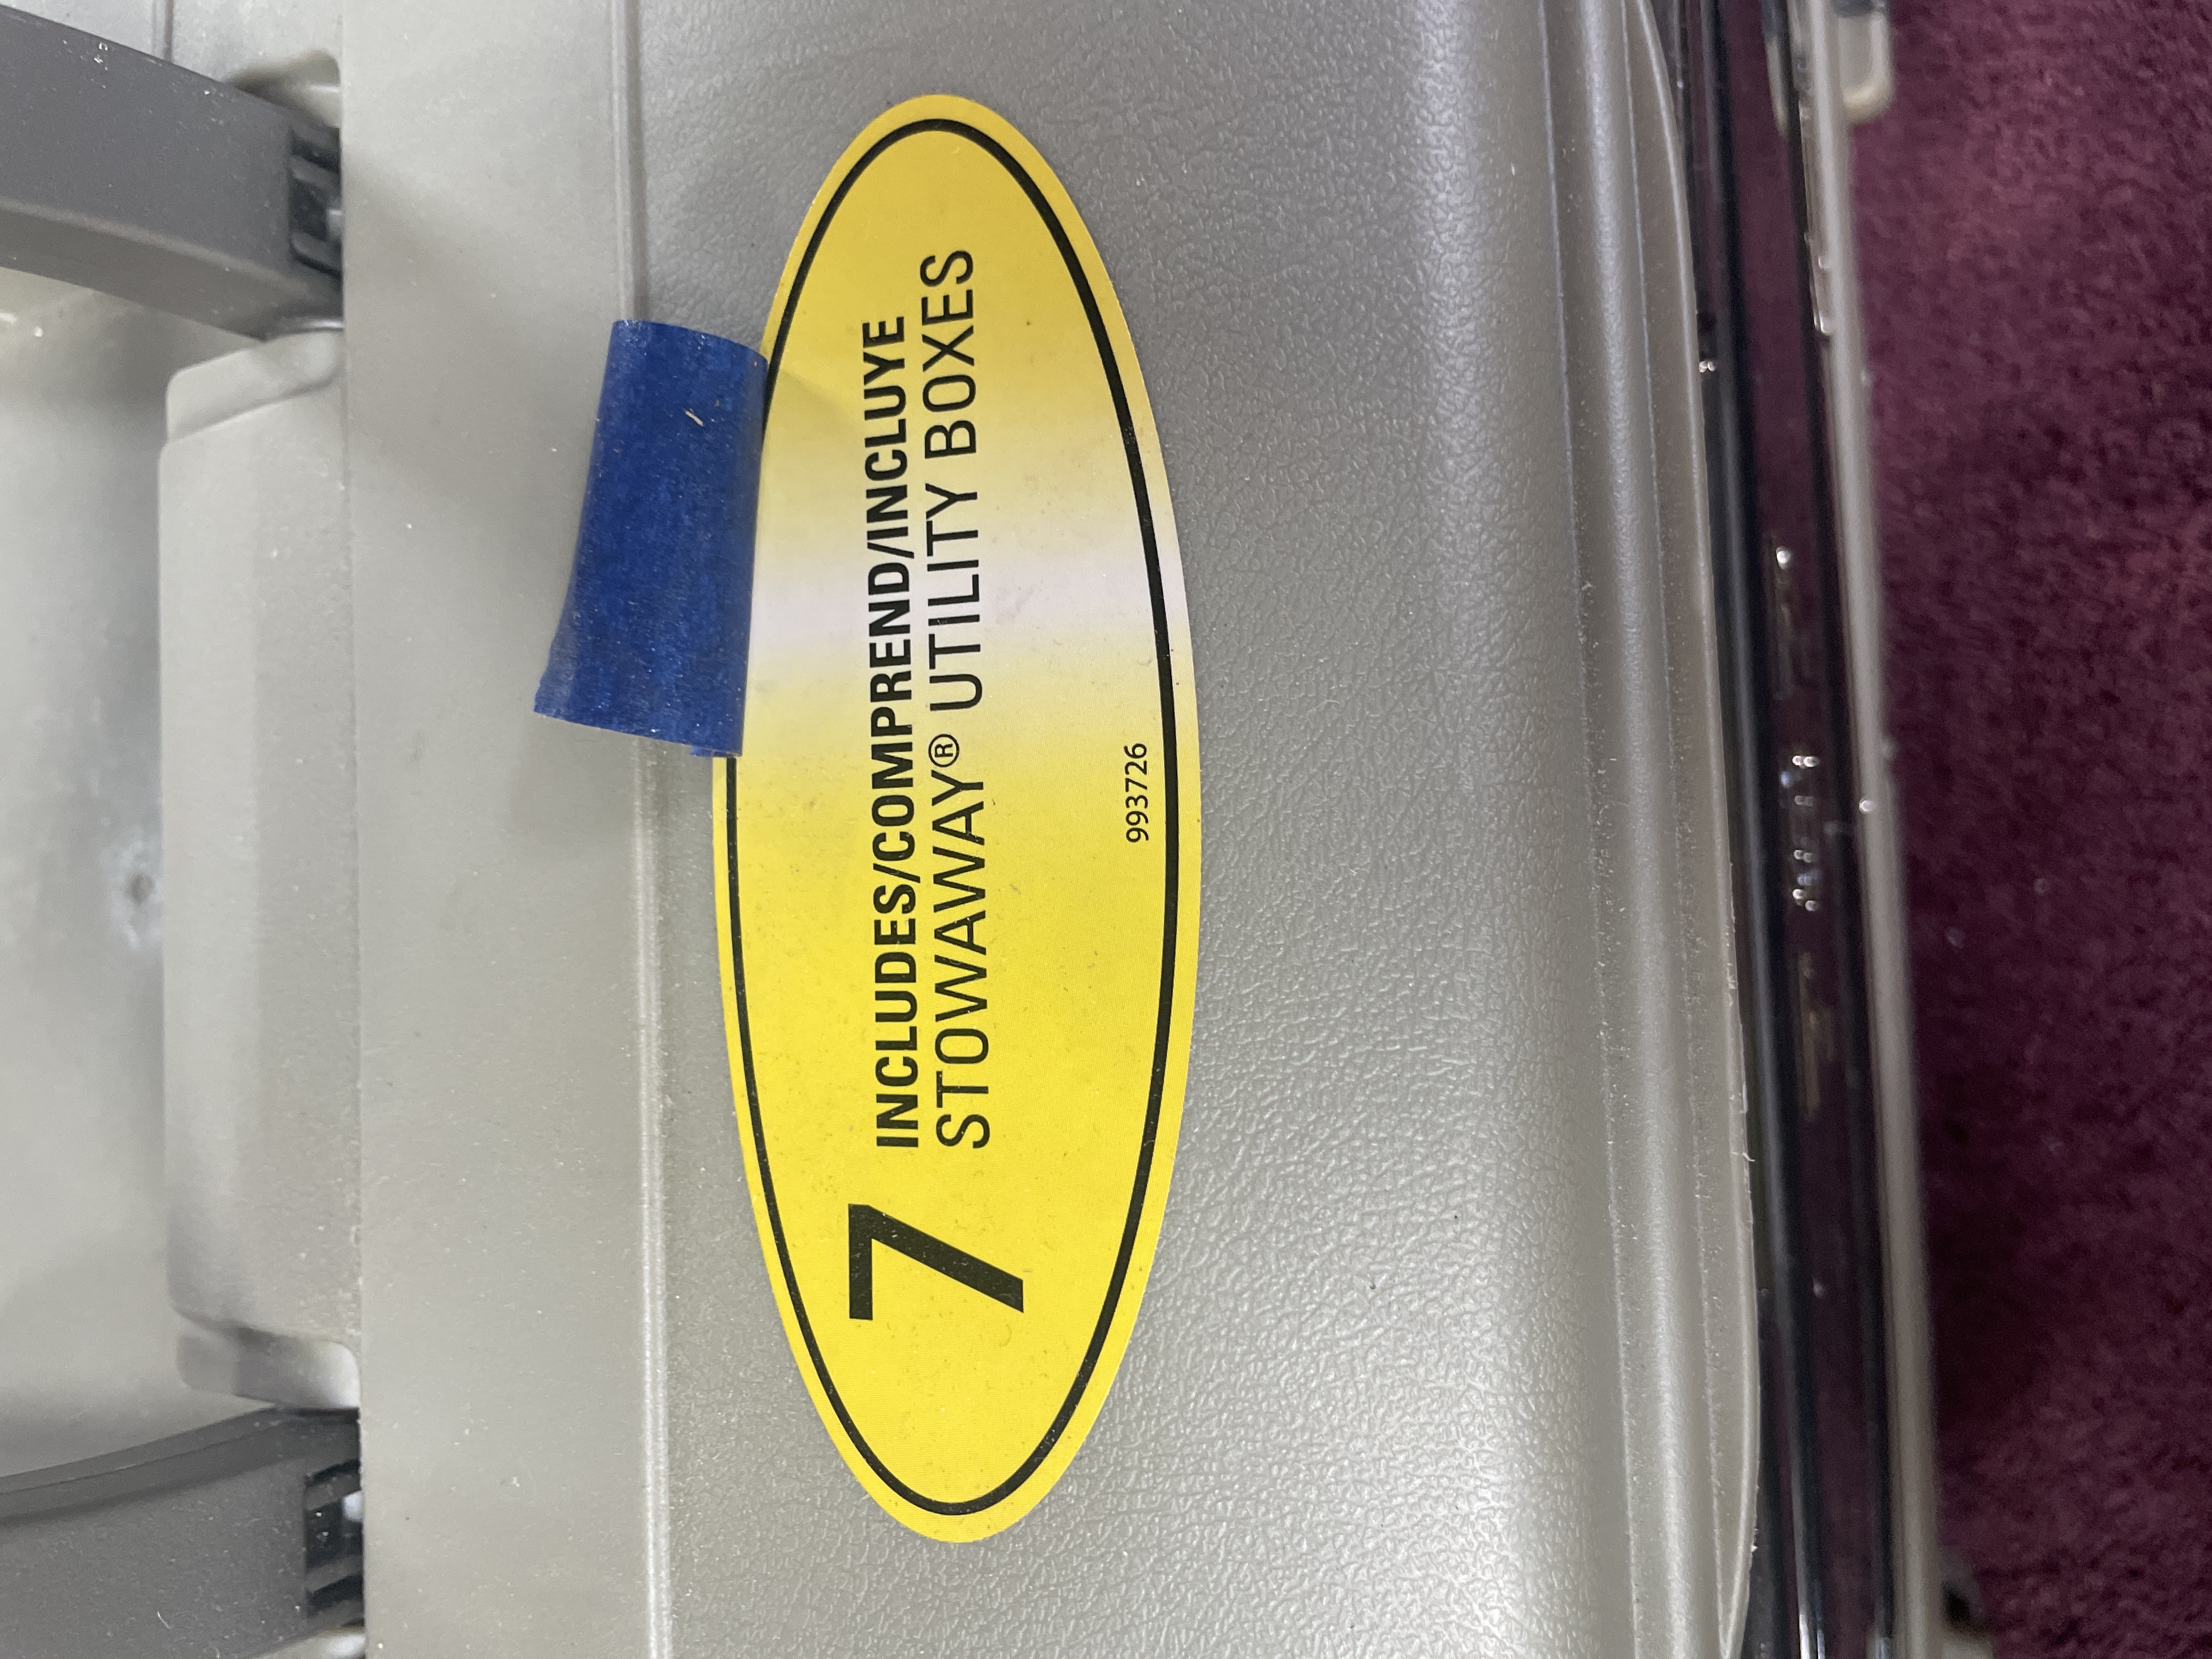 7
INCLUDES/COMPREND/INCLUYE
STOWAWAY® UTILITY BOXES
993726